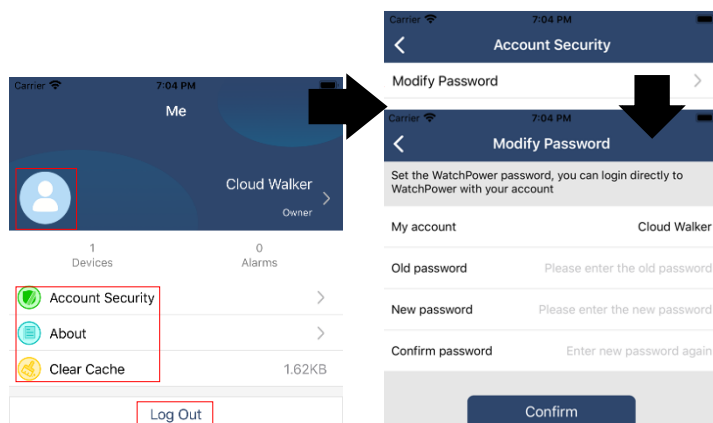 Carrier 7:04 PM
Me
Cloud Walker
Owner
1 0
Devices Alarms
Account Security
About
Clear Cache 1.62KB
Log Out
Carrier 7:04 PM
Account Security
Modify Password
Carrier 7:04 PM
Modify Password
Set the WatchPower password, you can login directly to
WatchPower with your account
My account Cloud Walker
Old password Please enter the old password
New password Please enter the new password
Confirm password Enter new password again
Confirm